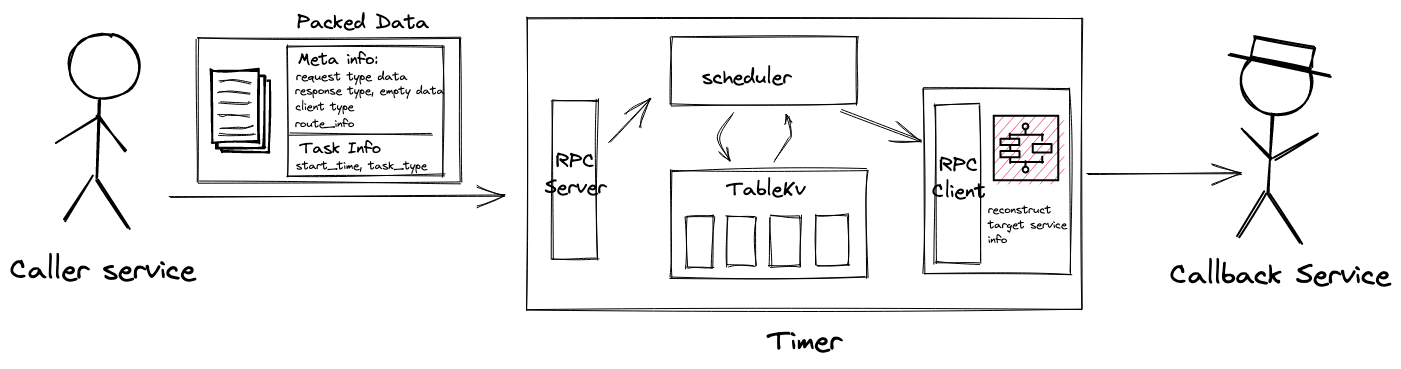 Packed Data
Meta info:
request type data
response type, empty data
client type
route_info
Task Info
start_time, task_type
Caller service
RPC
Server
scheduler
TableKv
RPC
Client
reconstruct
target service
info
Timer
Callback Service